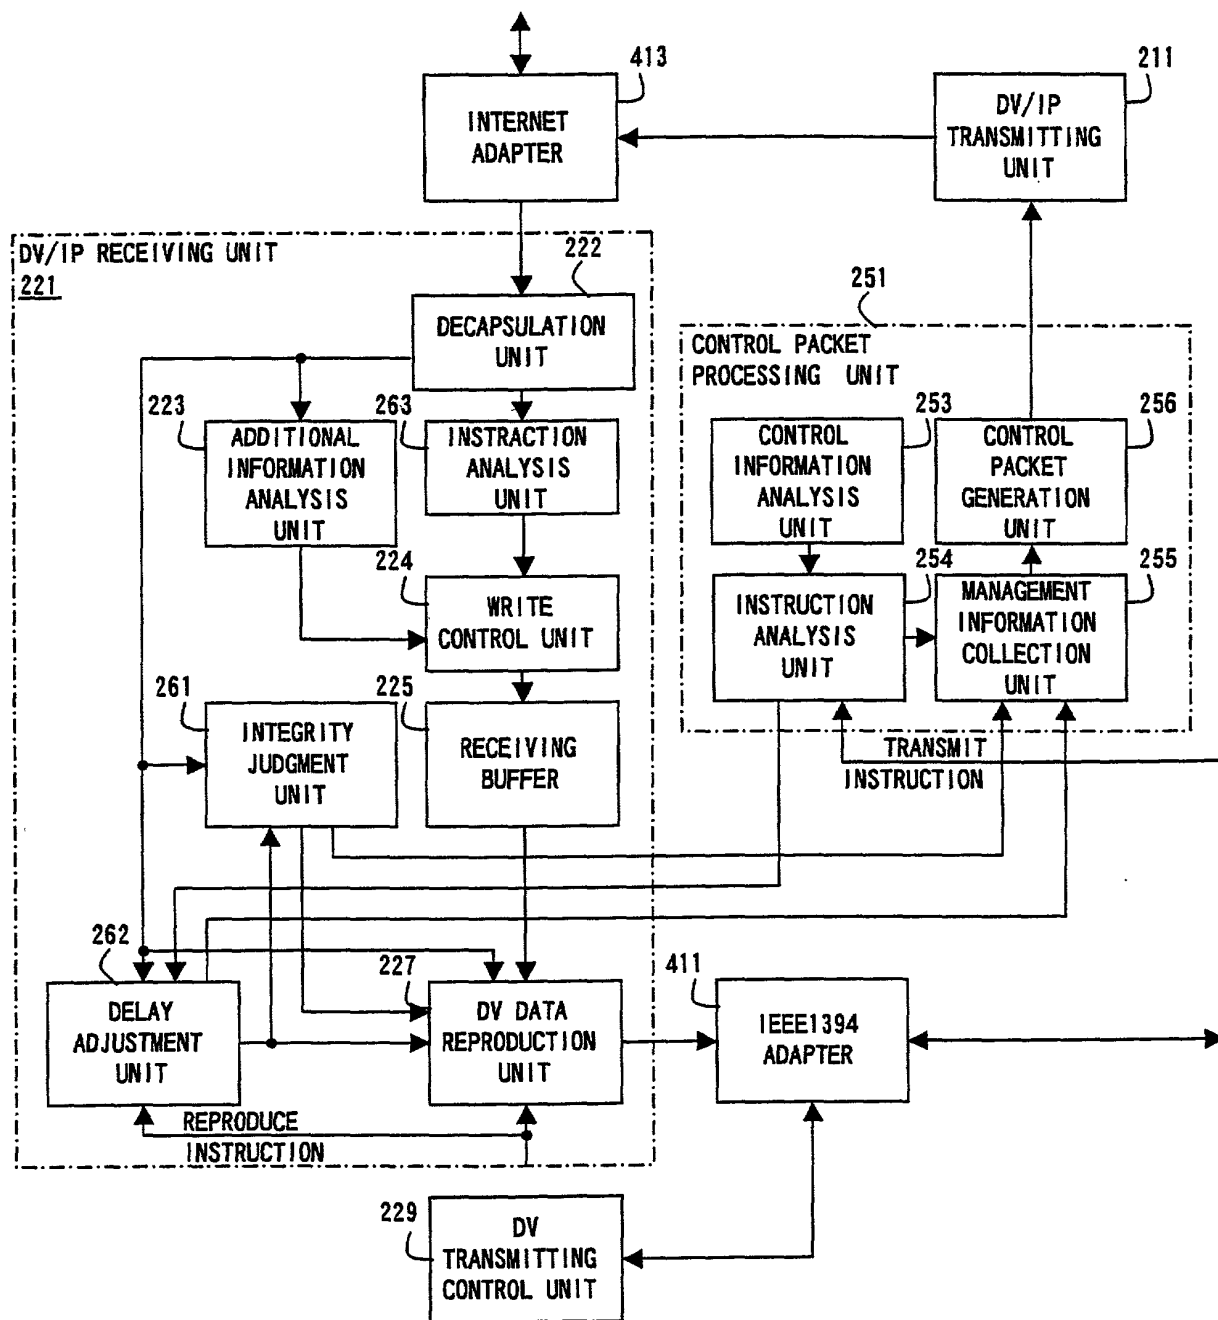 413
INTERNET
ADAPTER
211
DV/IP
TRANSMITTING
UNIT
DV/IP RECEIVING UNIT
221
222
DECAPSULATION
UNIT
251
CONTROL PACKET
PROCESSING UNIT
223
ADDITIONAL
INFORMATION
ANALYSIS
UNIT
263
INSTRACTION
ANALYSIS
UNIT
253
CONTROL
INFORMATION
ANALYSIS
UNIT
256
CONTROL
PACKET
GENERATION
UNIT
224
WRITE
CONTROL UNIT
254
INSTRUCTION
ANALYSIS
UNIT
255
MANAGEMENT
INFORMATION
COLLECTION
UNIT
261
INTEGRITY
JUDGMENT
UNIT
225
RECEIVING
BUFFER
TRANSMIT
INSTRUCTION
262
DELAY
ADJUSTMENT
UNIT
227
DV DATA
REPRODUCTION
UNIT
411
IEEE1394
ADAPTER
REPRODUCE
INSTRUCTION
229
DV
TRANSMITTING
CONTROL UNIT